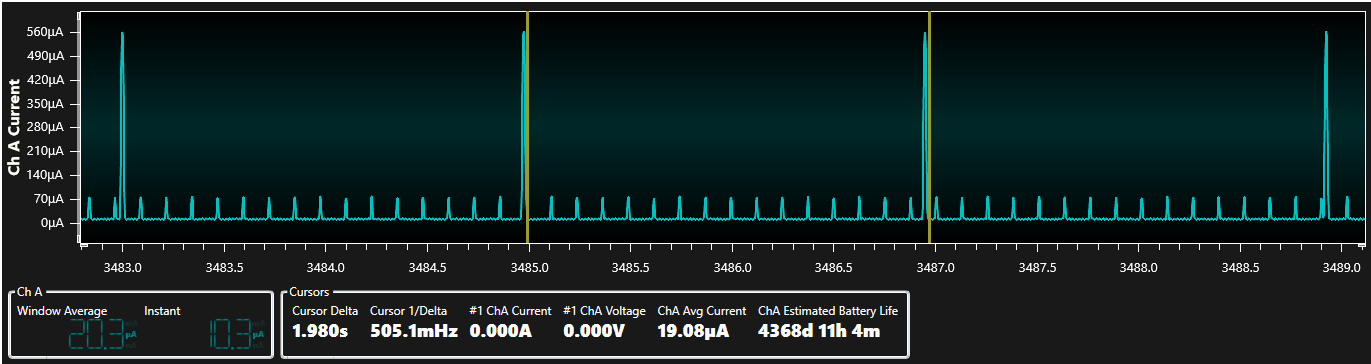 Ch A Current
560µA
490µA
420µA
350µA
280µA
210µA
140µA
70µA
0µA
3483.0 3483.5 3484.0 3484.5 3485.0 3485.5 3486.0 3486.5 3487.0 3487.5 3488.0 3488.5 3489.0
Ch A
Window Average Instant
20.3 µA 10.3 µA
Cursors
Cursor Delta Cursor 1/Delta #1 ChA Current #1 ChA Voltage ChA Avg Current ChA Estimated Battery Life
1.980s 505.1mHz 0.000A 0.000V 19.08µA 4368d 11h 4m